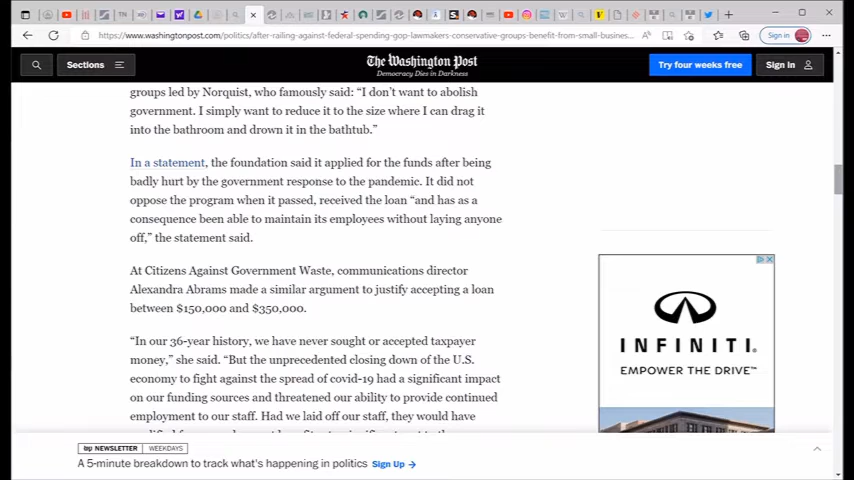 https://www.washingtonpost.com/politics/after-railing-against-federal-spending-gop-lawmakers-conservative-groups-benefit-from-small-business...
Sign in
Sections
The Washington Post
Democracy Dies in Darkness
Try four weeks free
Sign In
groups led by Norquist, who famously said: “I don’t want to abolish
government. I simply want to reduce it to the size where I can drag it
into the bathroom and drown it in the bathtub.”
In a statement, the foundation said it applied for the funds after being
badly hurt by the government response to the pandemic. It did not
oppose the program when it passed, received the loan “and has as a
consequence been able to maintain its employees without laying anyone
off,” the statement said.
At Citizens Against Government Waste, communications director
Alexandra Abrams made a similar argument to justify accepting a loan
between $150,000 and $350,000.
“In our 36-year history, we have never sought or accepted taxpayer
money,” she said. “But the unprecedented closing down of the U.S.
economy to fight against the spread of covid-19 had a significant impact
on our funding sources and threatened our ability to provide continued
employment to our staff. Had we laid off our staff, they would have
INFINITI
EMPOWER THE DRIVE™
wp NEWSLETTER WEEKDAYS
A 5-minute breakdown to track what's happening in politics Sign Up →